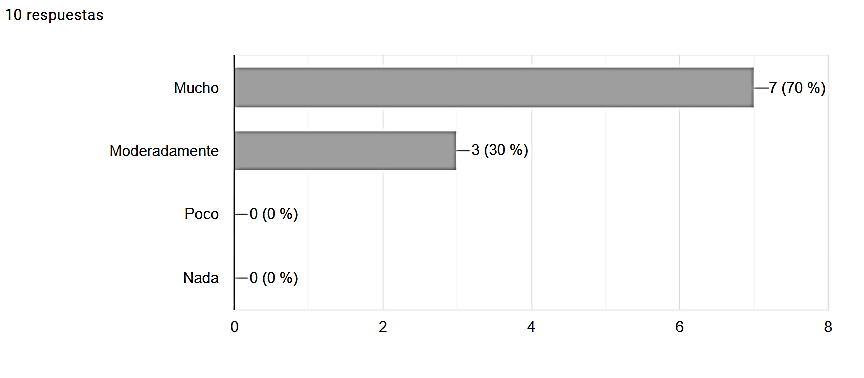 10 respuestas
Mucho
7 (70 %)
Moderadamente
3 (30 %)
Poco
0 (0 %)
Nada
0 (0 %)
0 2 4 6 8